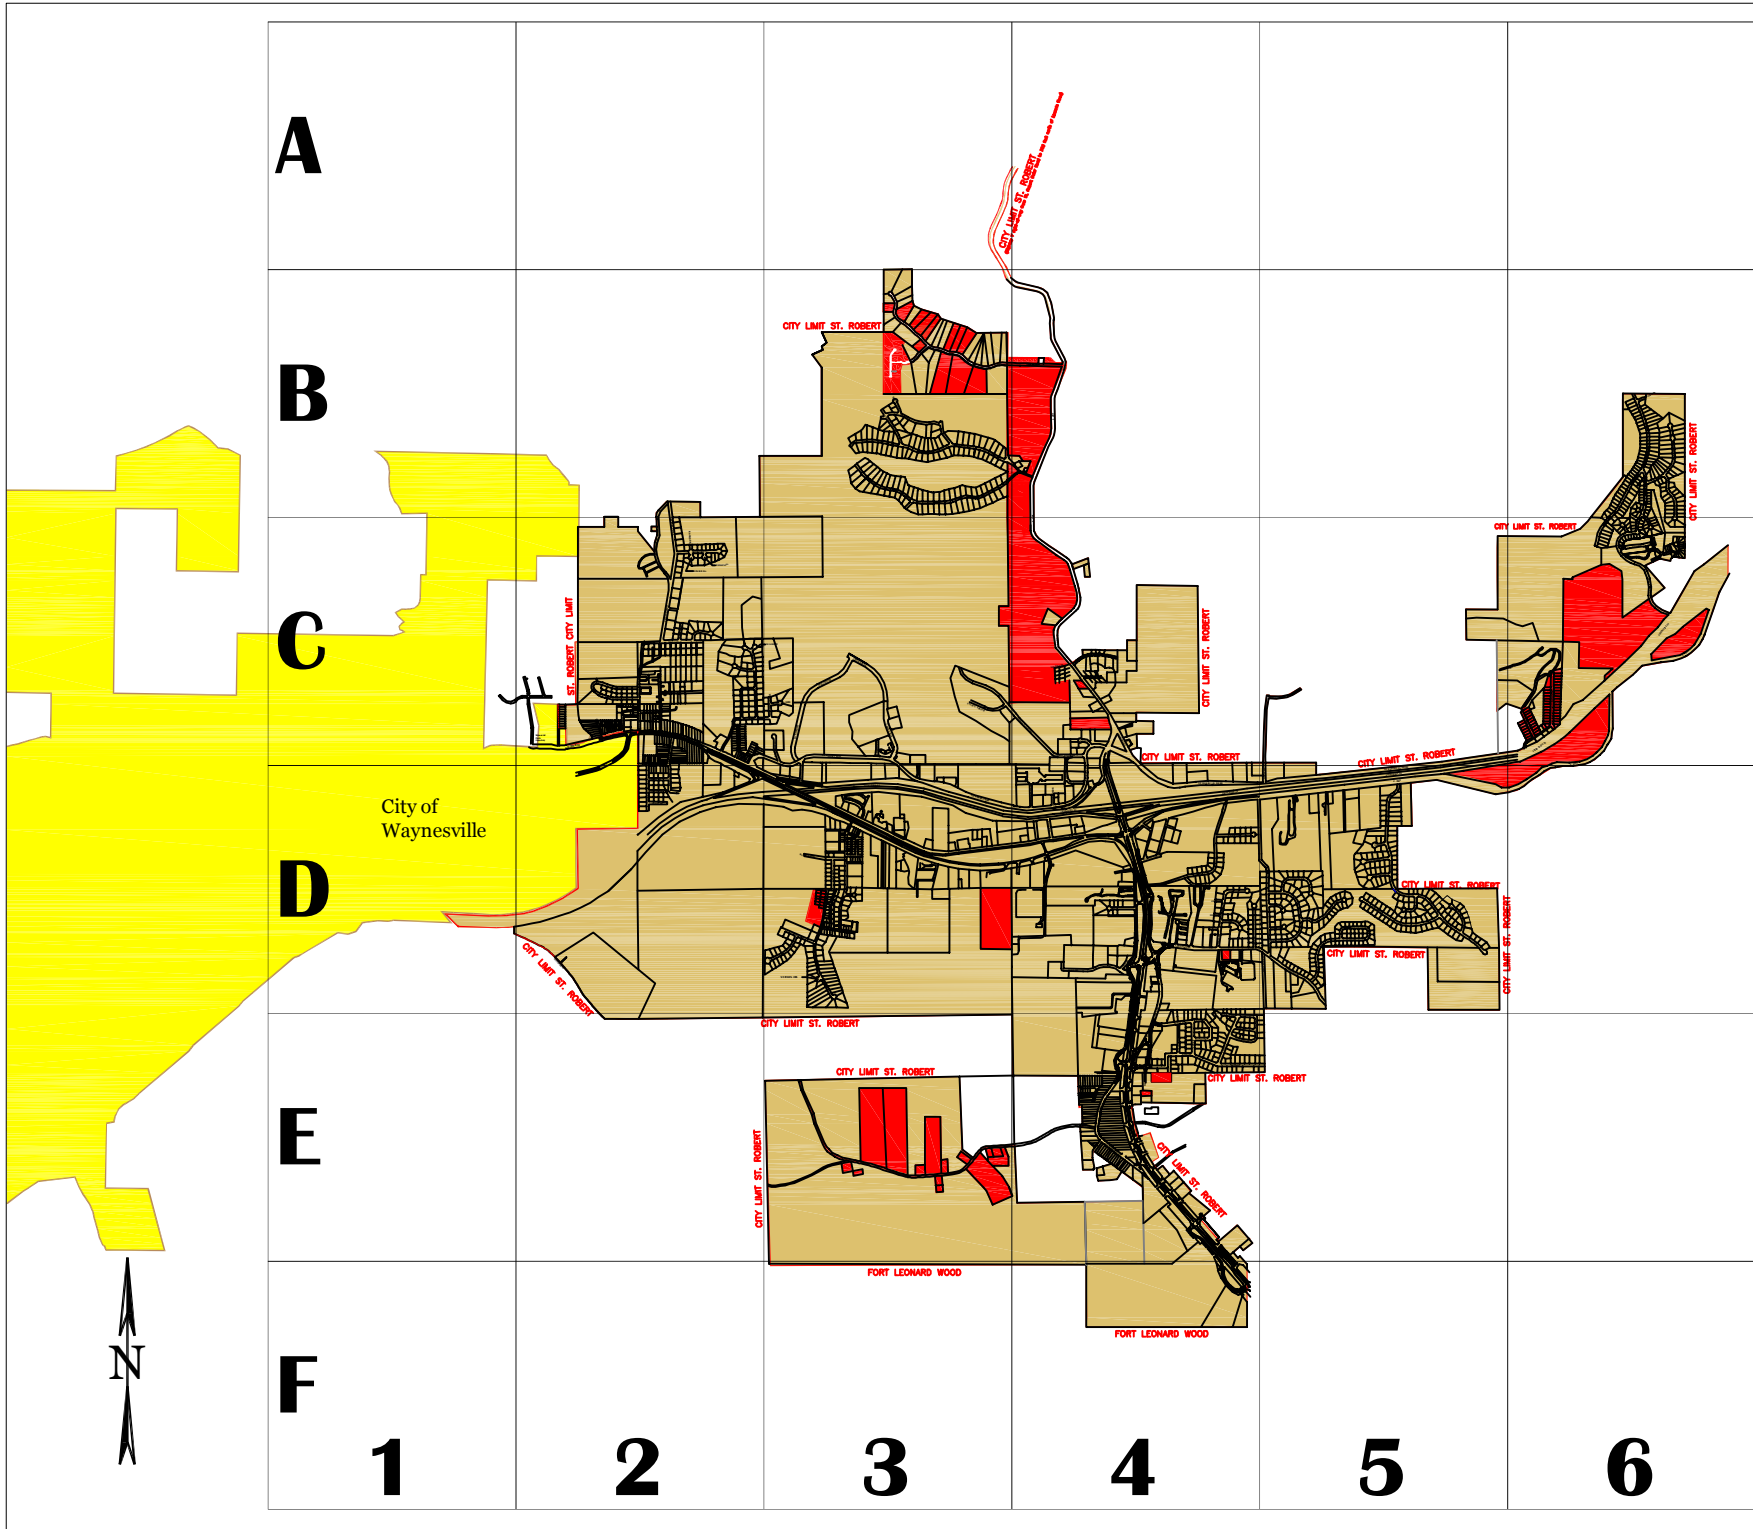 A
CITY LIMIT ST. ROBERT
CITY LIMIT ST. ROBERT
B
CITY LIMIT ST. ROBERT
CITY LIMIT ST. ROBERT
C
ST. ROBERT CITY LIMIT
CITY LIMIT ST. ROBERT
CITY LIMIT ST. ROBERT
CITY LIMIT ST. ROBERT
City of
Waynesville
D
CITY LIMIT ST. ROBERT
CITY LIMIT ST. ROBERT
CITY LIMIT ST. ROBERT
CITY LIMIT ST. ROBERT
CITY LIMIT ST. ROBERT
CITY LIMIT ST. ROBERT
CITY LIMIT ST. ROBERT
E
CITY LIMIT ST. ROBERT
CITY LIMIT ST. ROBERT
FORT LEONARD WOOD
FORT LEONARD WOOD
N
F
1
2
3
4
5
6